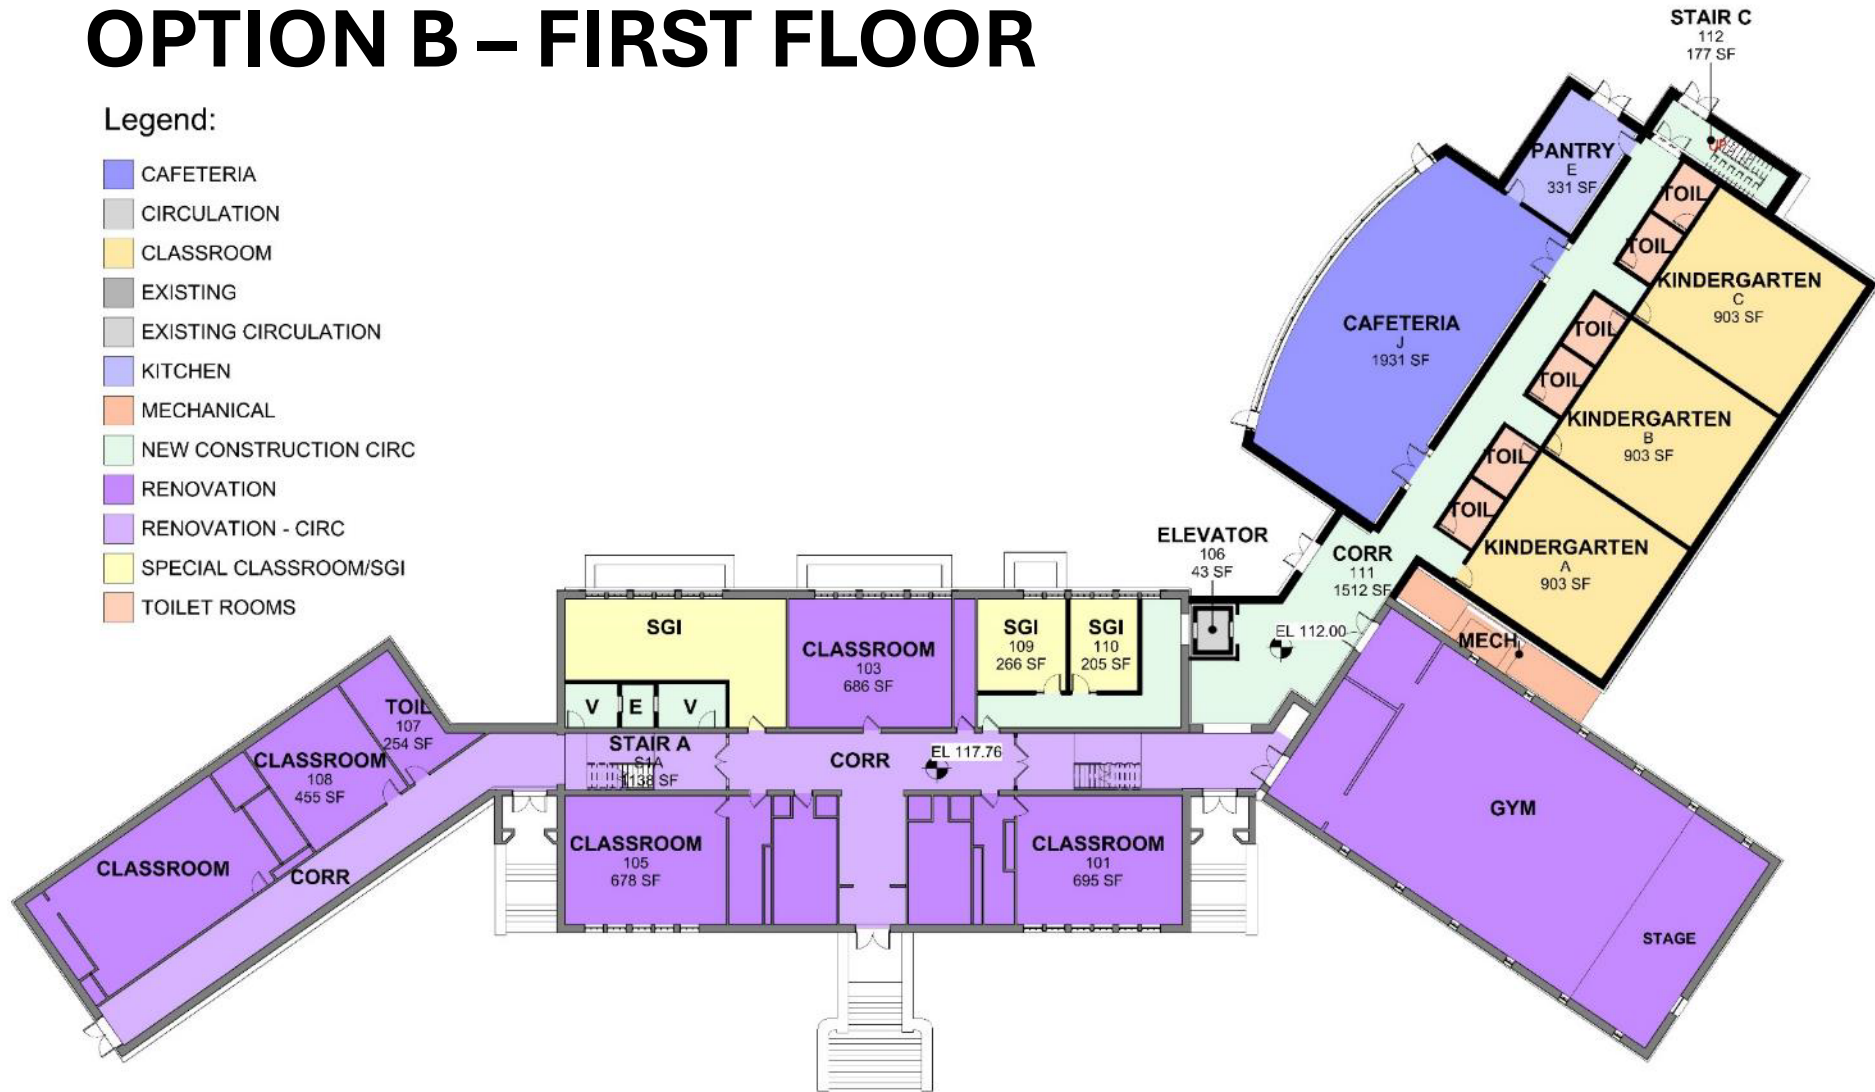 OPTION B – FIRST FLOOR
Legend:
CAFETERIA
CIRCULATION
CLASSROOM
EXISTING
EXISTING CIRCULATION
KITCHEN
MECHANICAL
NEW CONSTRUCTION CIRC
RENOVATION
RENOVATION - CIRC
SPECIAL CLASSROOM/SGI
TOILET ROOMS
STAIR C
112
177 SF
UP
PANTRY
E
331 SF
TOIL
TOIL
KINDERGARTEN
C
903 SF
CAFETERIA
J
1931 SF
TOIL
TOIL
KINDERGARTEN
B
903 SF
TOIL
TOIL
KINDERGARTEN
A
903 SF
ELEVATOR
106
43 SF
CORR
111
1512 SF
EL 112.00
MECH
SGI
CLASSROOM
103
686 SF
SGI
109
266 SF
SGI
110
205 SF
V
E
V
TOIL
107
254 SF
CLASSROOM
108
455 SF
STAIR A
S1A
1138 SF
CORR
EL 117.76
CLASSROOM
CORR
CLASSROOM
105
678 SF
CLASSROOM
101
695 SF
GYM
STAGE